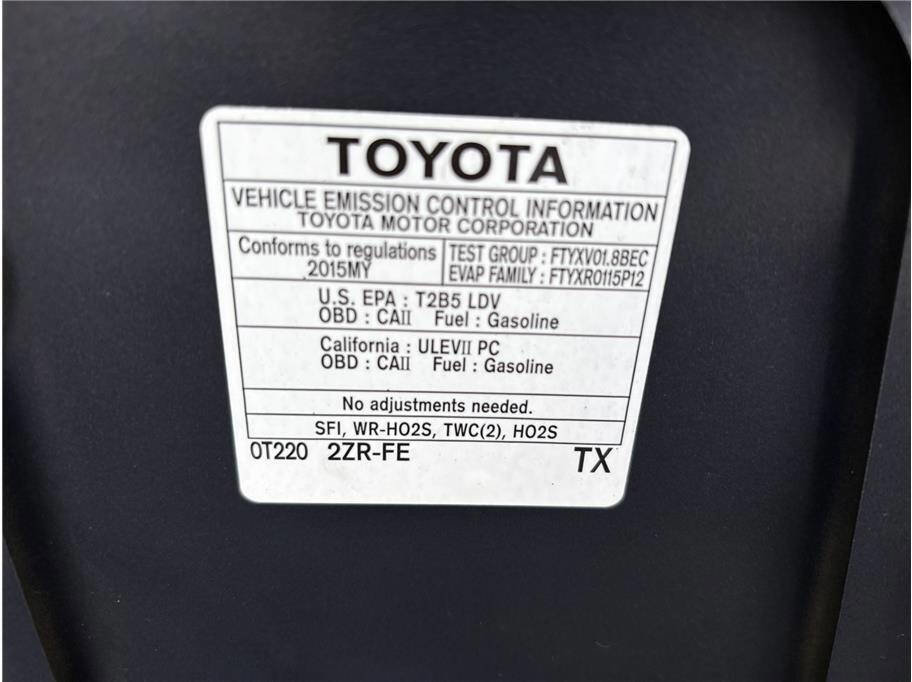 TOYOTA
VEHICLE EMISSION CONTROL INFORMATION
TOYOTA MOTOR CORPORATION
Conforms to regulations
2015MY
TEST GROUP : FTYXV01.8BEC
EVAP FAMILY : FTYXR0115P12
U.S. EPA : T2B5 LDV
OBD : CAII Fuel : Gasoline
California : ULEVII PC
OBD : CAII Fuel : Gasoline
No adjustments needed.
SFI, WR-HO2S, TWC(2), HO2S
0T220 2ZR-FE TX